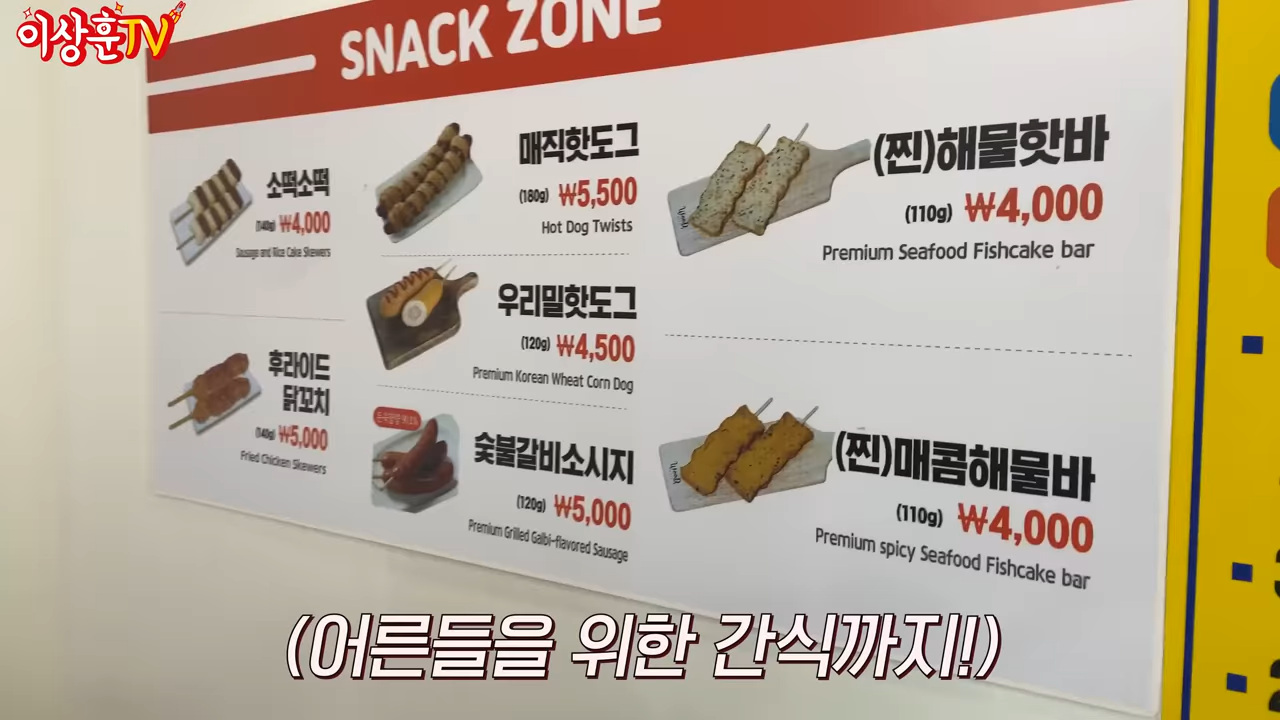 이상훈TV
SNACK ZONE
소떡소떡
(140g) ₩4,000
Sausage and Rice Cake Skewers
후라이드
닭꼬치
(140g) ₩5,000
Fried Chicken Skewers
매직핫도그
(180g) ₩5,500
Hot Dog Twists
우리밀핫도그
(120g) ₩4,500
Premium Korean Wheat Corn Dog
숯불갈비소시지
(120g) ₩5,000
Premium Grilled Galbi-flavored Sausage
(찐)해물핫바
(110g) ₩4,000
Premium Seafood Fishcake bar
(찐)매콤해물바
(110g) ₩4,000
Premium spicy Seafood Fishcake bar
(어른들을 위한 간식까지!)